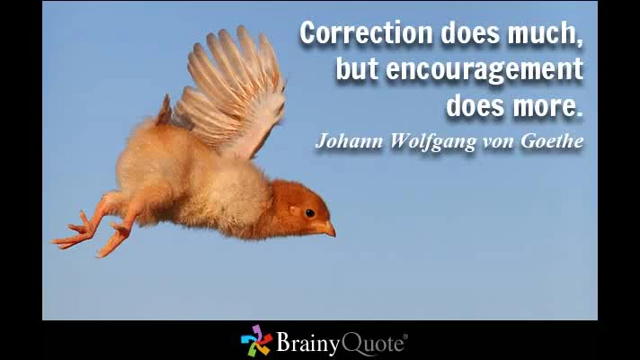 Correction does much,
but encouragement
does more.
Johann Wolfgang von Goethe
BrainyQuote®